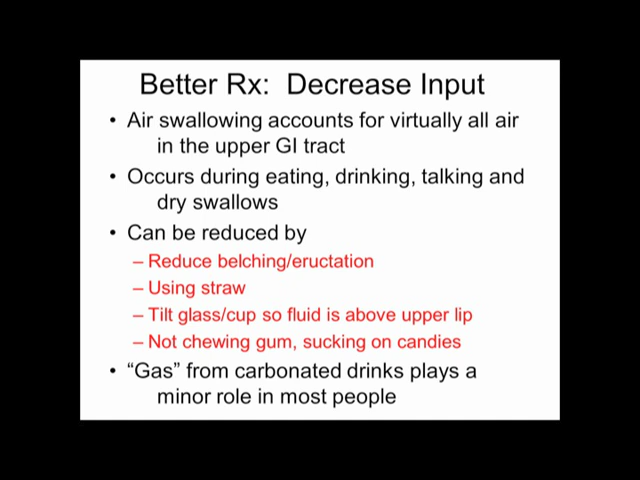 Better Rx:  Decrease Input
• Air swallowing accounts for virtually all air
in the upper GI tract
• Occurs during eating, drinking, talking and
dry swallows
• Can be reduced by
– Reduce belching/eructation
– Using straw
– Tilt glass/cup so fluid is above upper lip
– Not chewing gum, sucking on candies
• “Gas” from carbonated drinks plays a
minor role in most people